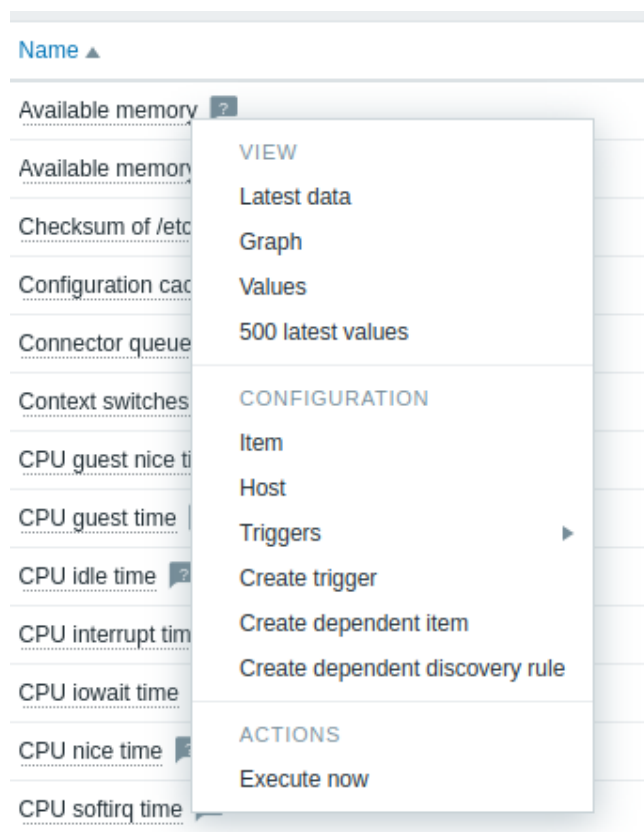 Name
Available memory ?
Available memory
Checksum of /etc
Configuration cac
Connector queue
Context switches
CPU guest nice ti
CPU guest time
CPU idle time ?
CPU interrupt tim
CPU iowait time
CPU nice time
CPU softirq time
VIEW
Latest data
Graph
Values
500 latest values
CONFIGURATION
Item
Host
Triggers
Create trigger
Create dependent item
Create dependent discovery rule
ACTIONS
Execute now